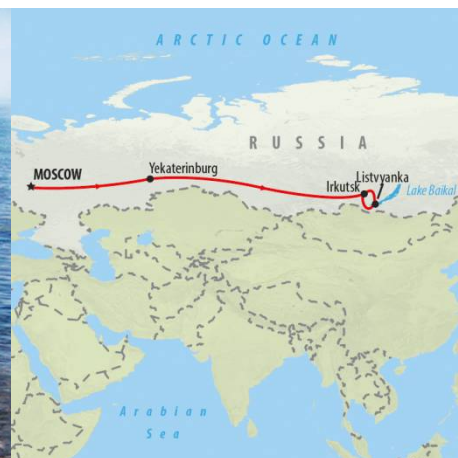 ARCTIC OCEAN
RUSSIA
MOSCOW
Yekaterinburg
Irkutsk
Listvyanka
Lake Baikal
Arabian
Sea